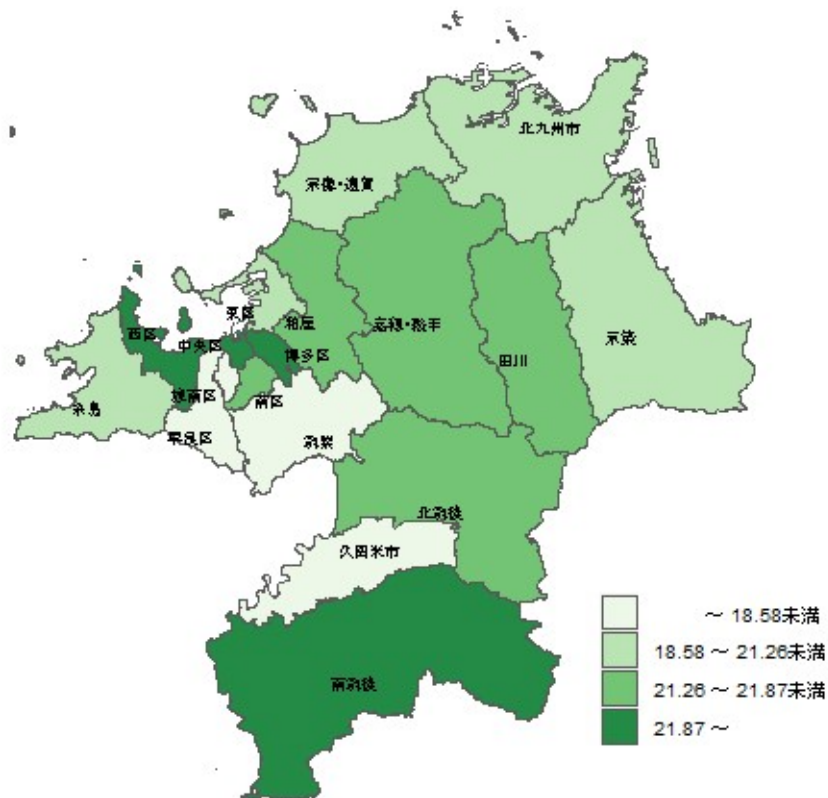 北九州市
宗像・遠賀
東区
粕屋
嘉穂・鞍手
西区
中央区
博多区
京築
田川
城南区
糸島
南区
早良区
筑紫
北筑後
久留米市
南筑後
～ 18.58未満
18.58 ～ 21.26未満
21.26 ～ 21.87未満
21.87 ～